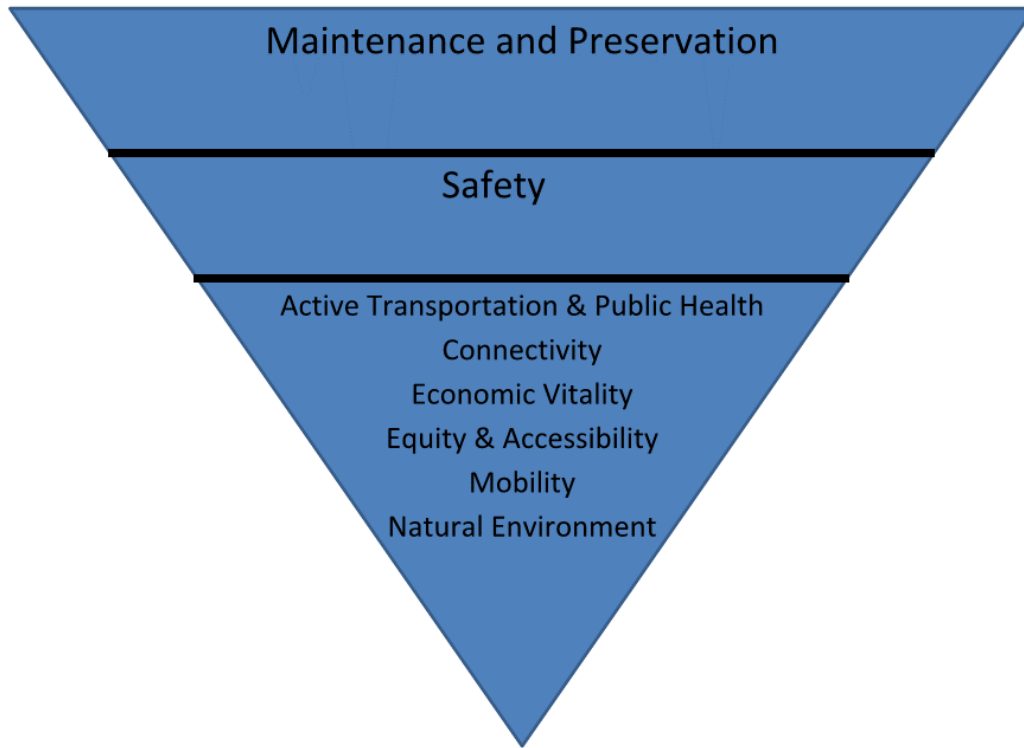 Maintenance and Preservation
Safety
Active Transportation & Public Health
Connectivity
Economic Vitality
Equity & Accessibility
Mobility
Natural Environment